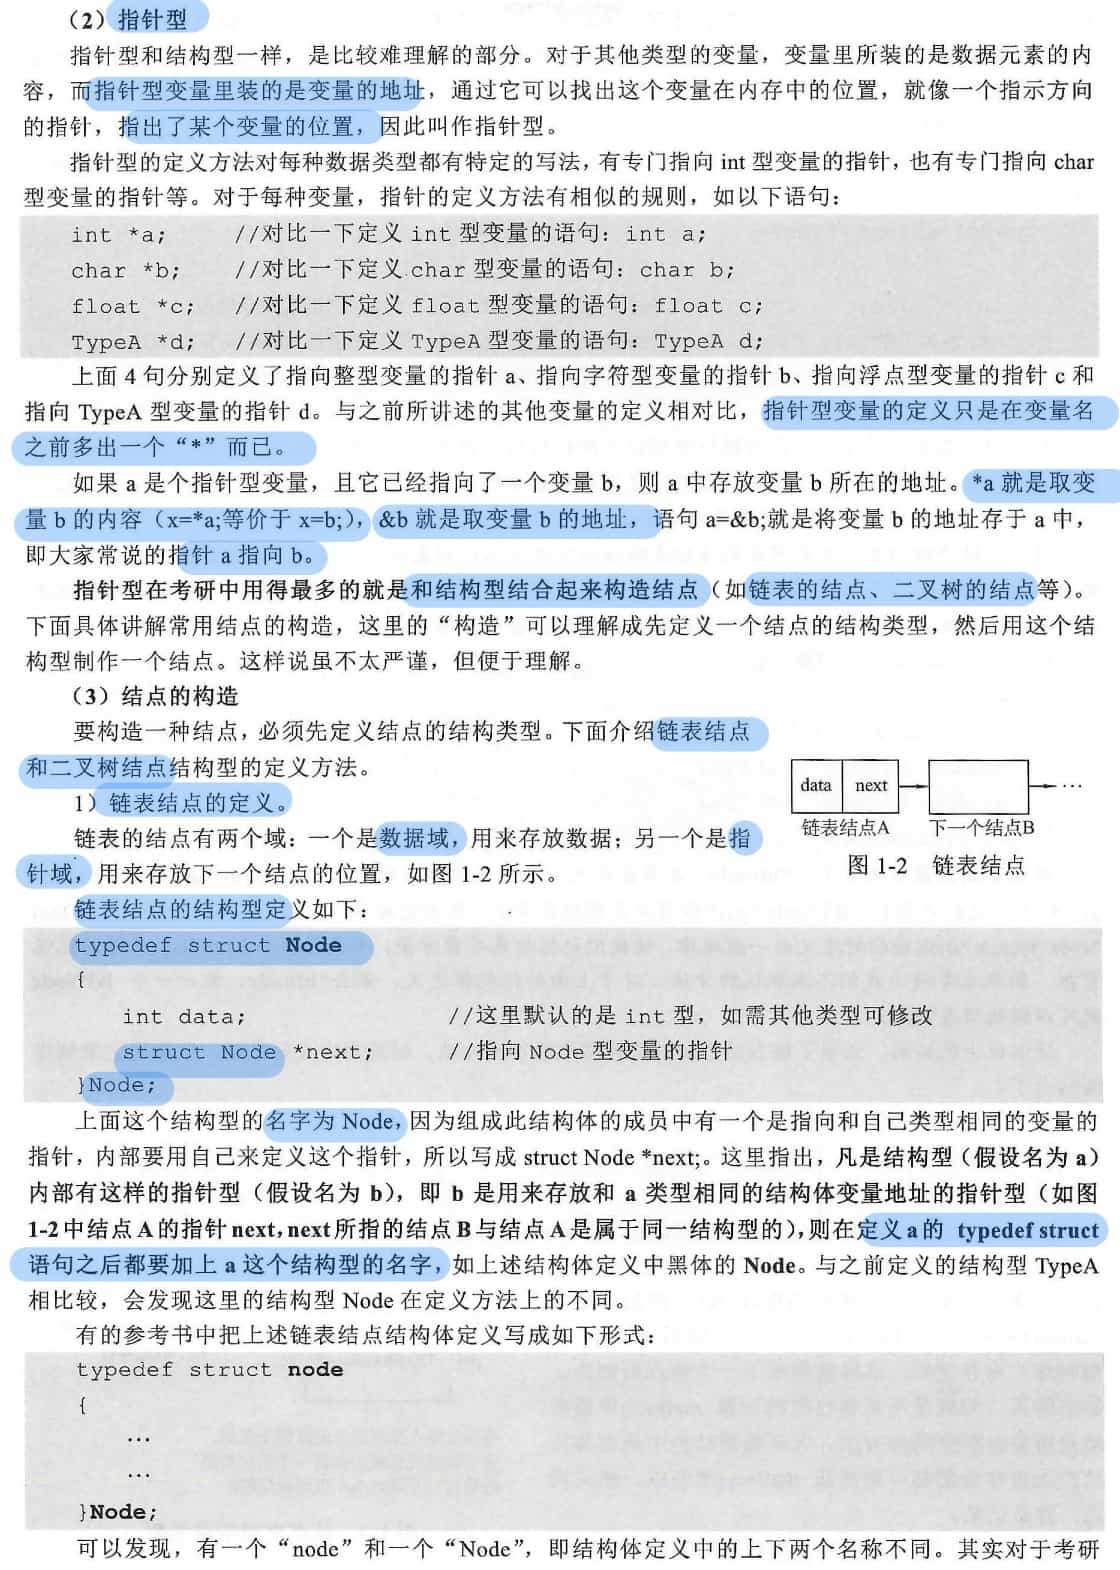 （2）指针型
指针型和结构型一样，是比较难理解的部分。对于其他类型的变量，变量里所装的是数据元素的内
容，而指针型变量里装的是变量的地址，通过它可以找出这个变量在内存中的位置，就像一个指示方向
的指针，指出了某个变量的位置，因此叫作指针型。
指针型的定义方法对每种数据类型都有特定的写法，有专门指向 int 型变量的指针，也有专门指向 char
型变量的指针等。对于每种变量，指针的定义方法有相似的规则，如以下语句：
int *a;     //对比一下定义 int 型变量的语句：int a;
char *b;    //对比一下定义 char 型变量的语句：char b;
float *c;   //对比一下定义 float 型变量的语句：float c;
TypeA *d;   //对比一下定义 TypeA 型变量的语句：TypeA d;
上面 4 句分别定义了指向整型变量的指针 a、指向字符型变量的指针 b、指向浮点型变量的指针 c 和
指向 TypeA 型变量的指针 d。与之前所讲述的其他变量的定义相对比，指针型变量的定义只是在变量名
之前多出一个“*”而已。
如果 a 是个指针型变量，且它已经指向了一个变量 b，则 a 中存放变量 b 所在的地址。*a 就是取变
量 b 的内容（x=*a;等价于 x=b;），&b 就是取变量 b 的地址，语句 a=&b;就是将变量 b 的地址存于 a 中，
即大家常说的指针 a 指向 b。
指针型在考研中用得最多的就是和结构型结合起来构造结点（如链表的结点、二叉树的结点等）。
下面具体讲解常用结点的构造，这里的“构造”可以理解成先定义一个结点的结构类型，然后用这个结
构型制作一个结点。这样说虽不太严谨，但便于理解。
（3）结点的构造
要构造一种结点，必须先定义结点的结构类型。下面介绍链表结点
和二叉树结点结构型的定义方法。
1）链表结点的定义。
链表的结点有两个域：一个是数据域，用来存放数据；另一个是指
针域，用来存放下一个结点的位置，如图 1-2 所示。
data next …
链表结点A 下一个结点B
图 1-2 链表结点
链表结点的结构型定义如下：
typedef struct Node
{
int data;          //这里默认的是 int 型，如需其他类型可修改
struct Node *next;     //指向 Node 型变量的指针
}Node;
上面这个结构型的名字为 Node，因为组成此结构体的成员中有一个是指向和自己类型相同的变量的
指针，内部要用自己来定义这个指针，所以写成 struct Node *next;。这里指出，凡是结构型（假设名为 a）
内部有这样的指针型（假设名为 b），即 b 是用来存放和 a 类型相同的结构体变量地址的指针型（如图
1-2 中结点 A 的指针 next，next 所指的结点 B 与结点 A 是属于同一结构型的），则在定义 a 的 typedef struct
语句之后都要加上 a 这个结构型的名字，如上述结构体定义中黑体的 Node。与之前定义的结构型 TypeA
相比较，会发现这里的结构型 Node 在定义方法上的不同。
有的参考书中把上述链表结点结构体定义写成如下形式：
typedef struct node
{
…
…
}Node;
可以发现，有一个“node”和一个“Node”，即结构体定义中的上下两个名称不同。其实对于考研